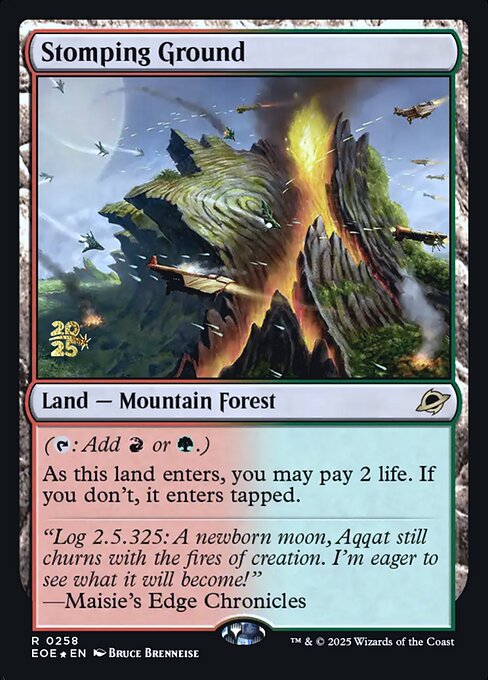 Stomping Ground
2025
Land — Mountain Forest
(: Add or .)
As this land enters, you may pay 2 life. If
you don't, it enters tapped.
“Log 2.5.325: A newborn moon, Aqqat still
churns with the fires of creation. I'm eager to
see what it will become!”
—Maisie's Edge Chronicles
R 0258
EOE★EN Bruce Brenneise
™ & © 2025 Wizards of the Coast